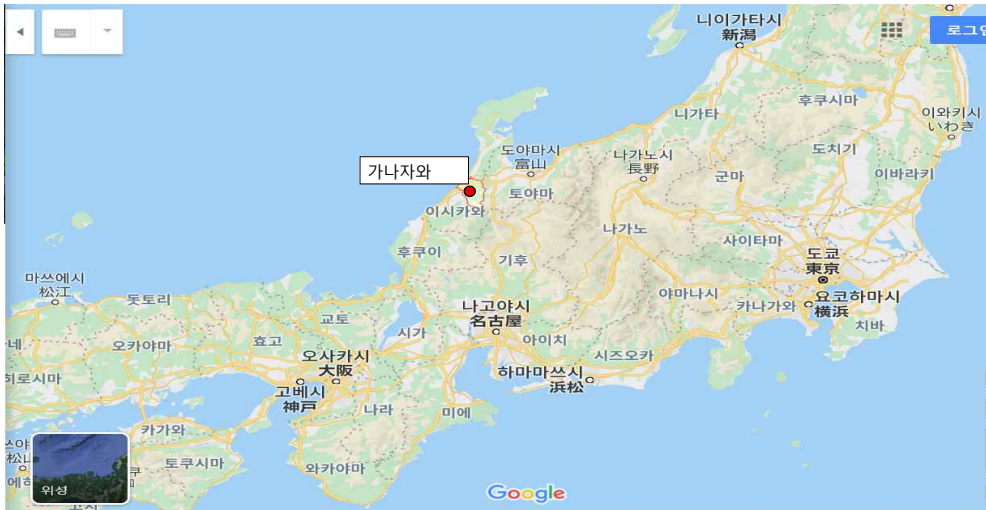 니이가타시
新潟
로그인
후쿠시마
이와키시
いわき
니가타
도야마시
富山
나가노시
長野
도치기
군마
이바라키
가나자와
토야마
이시카와
나가노
사이타마
후쿠이
기후
도쿄
東京
마쓰에시
松江
돗토리
나고야시
名古屋
야마나시
카나가와
요코하마시
横浜
치바
교토
시가
아이치
오카야마
효고
오사카시
大阪
시즈오카
히로시마
고베시
神戸
하마마쓰시
浜松
나라
미에
카가와
토쿠시마
와카야마
위성
Google